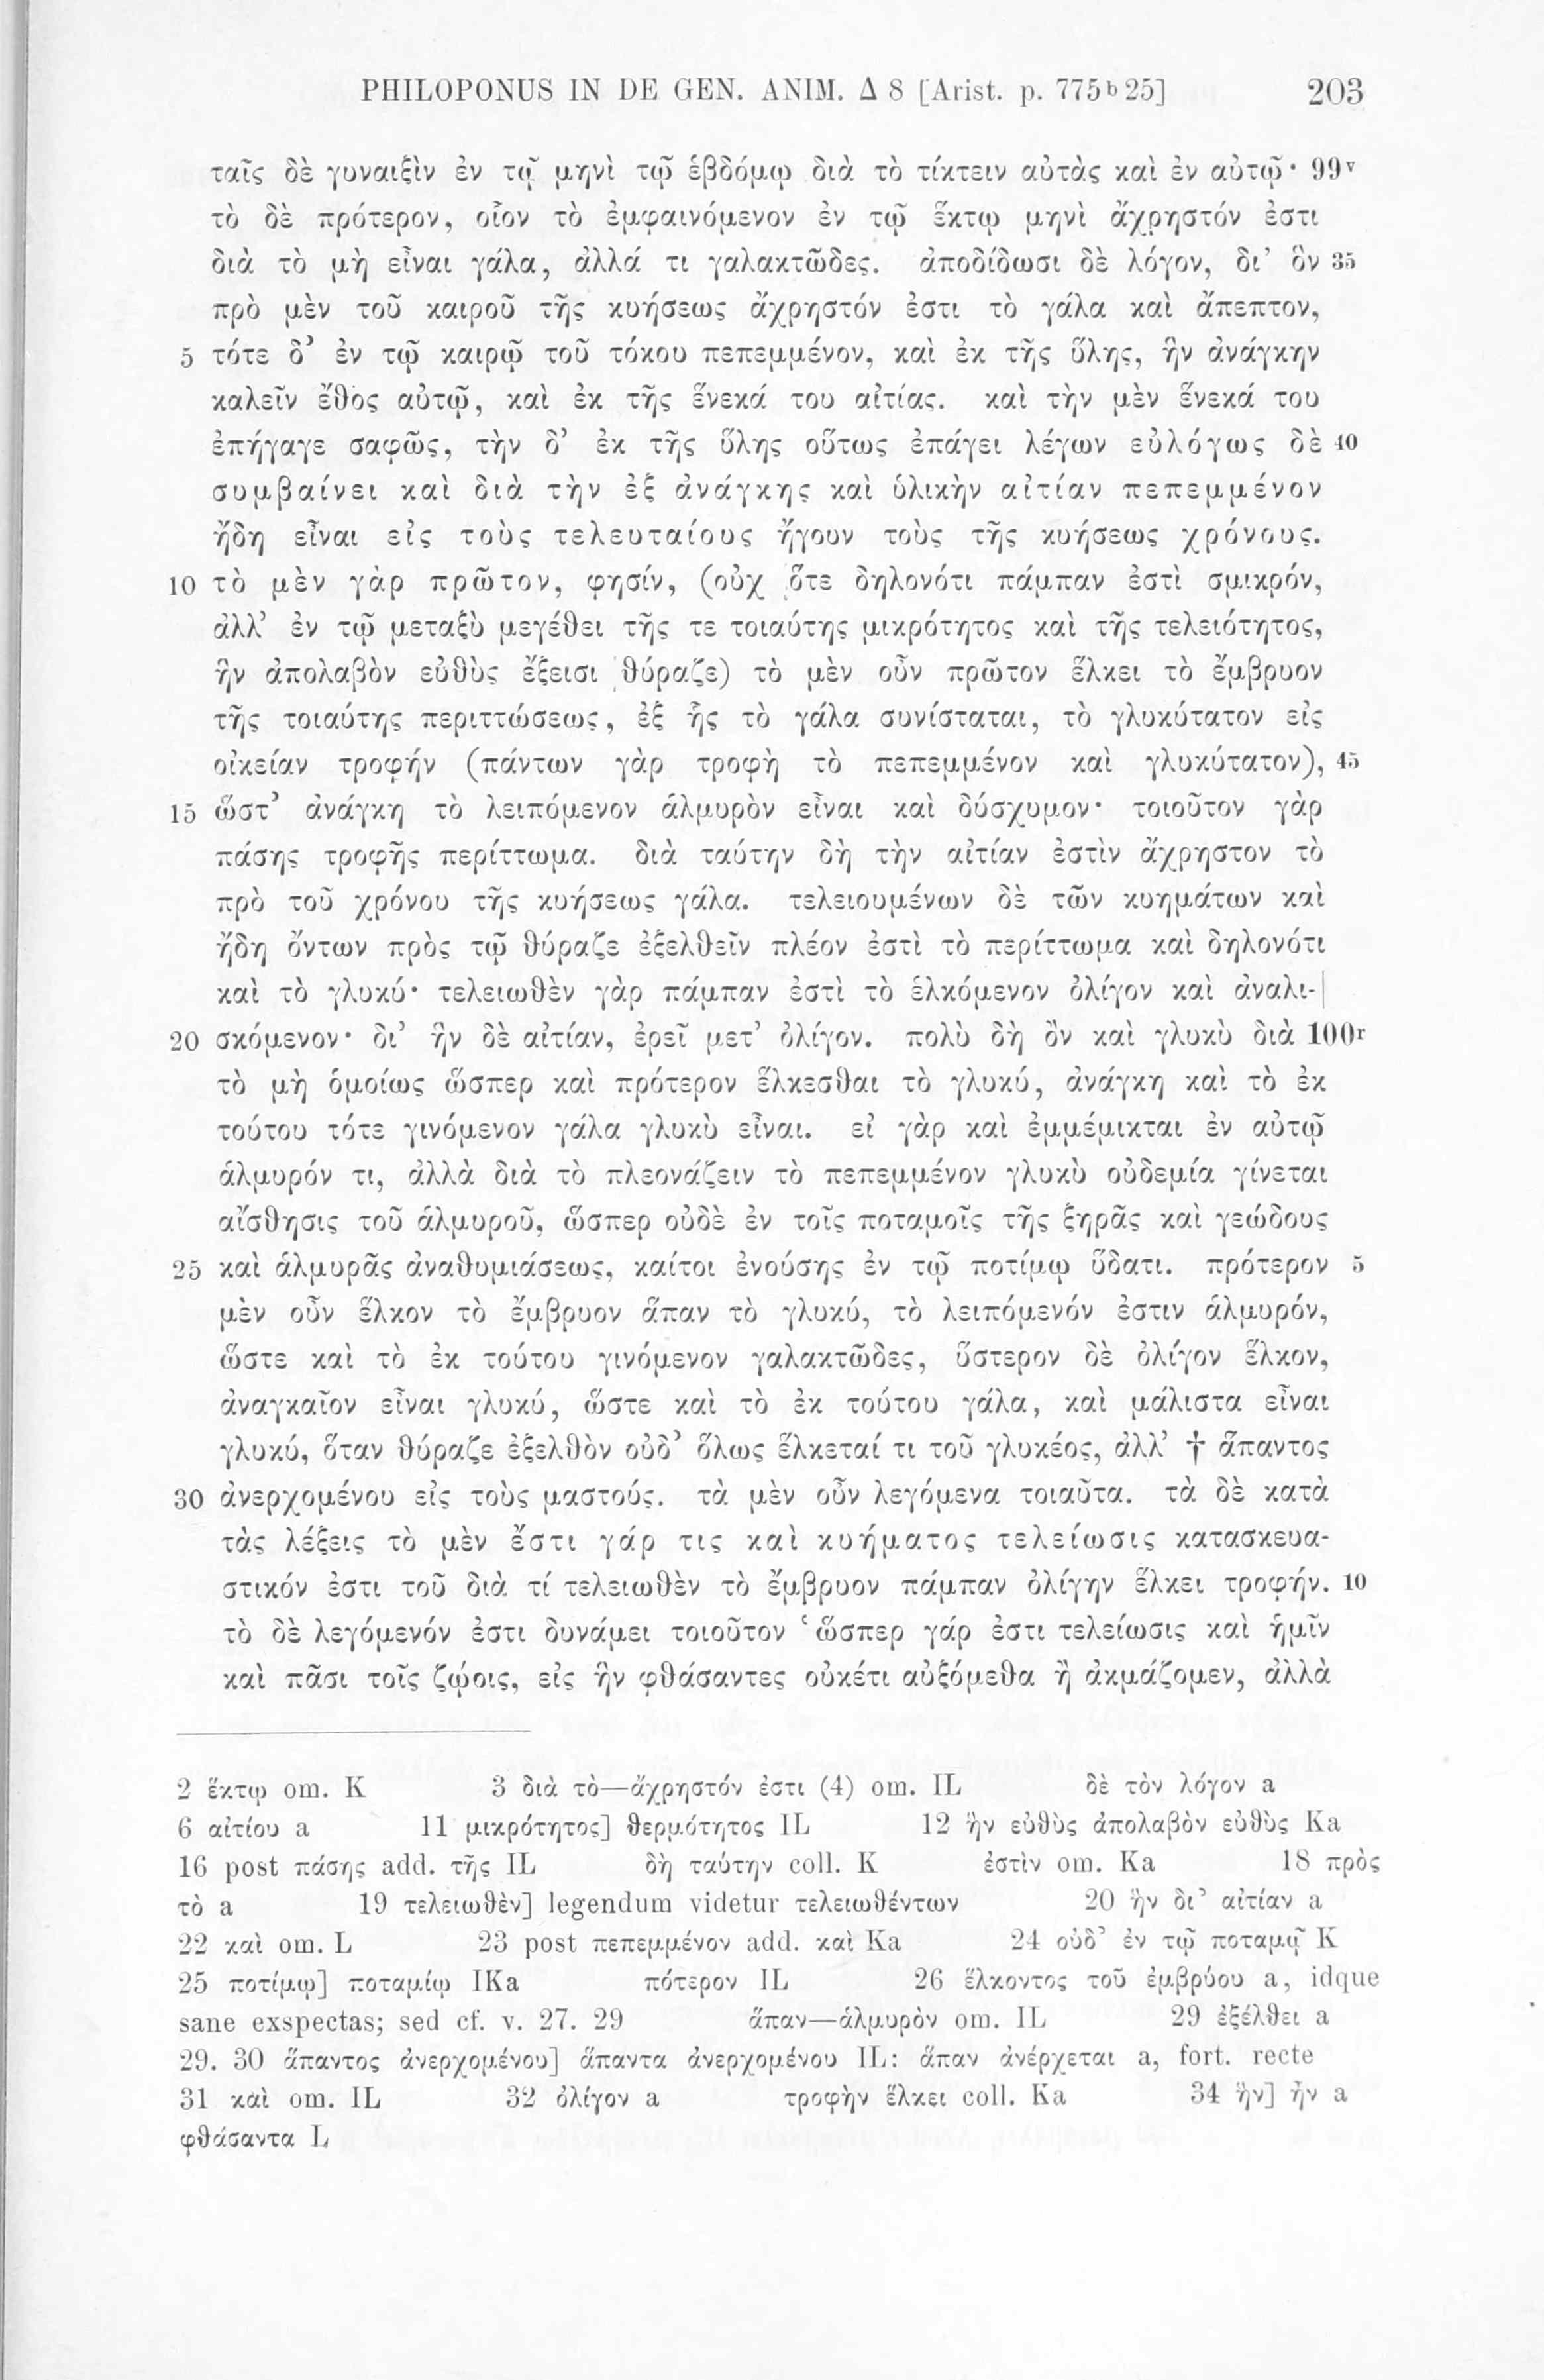 PHILOPONUS IN DE GEN. ANIM. Δ 8 [Arist. p. 775ᵇ25] 203
ταῖς δὲ γυναιξὶν ἐν τῷ μηνὶ τῷ ἑβδόμῳ διὰ τὸ τίκτειν αὐτὰς καὶ ἐν αὐτῷ· 99ᵛ
τὸ δὲ πρότερον, οἷον τὸ ἐμφαινόμενον ἐν τῷ ἕκτῳ μηνὶ ἄχρηστόν ἐστι
διὰ τὸ μὴ εἶναι γάλα, ἀλλά τι γαλακτῶδες. ἀποδίδωσι δὲ λόγον, δι’ ὃν 35
πρὸ μὲν τοῦ καιροῦ τῆς κυήσεως ἄχρηστόν ἐστι τὸ γάλα καὶ ἄπεπτον,
5 τότε δ’ ἐν τῷ καιρῷ τοῦ τόκου πεπεμμένον, καὶ ἐκ τῆς ὕλης, ἣν ἀνάγκην
καλεῖν ἔθος αὐτῷ, καὶ ἐκ τῆς ἕνεκά του αἰτίας. καὶ τὴν μὲν ἕνεκά του
ἐπήγαγε σαφῶς, τὴν δ’ ἐκ τῆς ὕλης οὕτως ἐπάγει λέγων εὐλόγως δὲ 40
συμβαίνει καὶ διὰ τὴν ἐξ ἀνάγκης καὶ ὑλικὴν αἰτίαν πεπεμμένον
ἤδη εἶναι εἰς τοὺς τελευταίους ἤγουν τοὺς τῆς κυήσεως χρόνους.
10 τὸ μὲν γὰρ πρῶτον, φησίν, (οὐχ ὅτε δηλονότι πάμπαν ἐστὶ σμικρόν,
ἀλλ’ ἐν τῷ μεταξὺ μεγέθει τῆς τε τοιαύτης μικρότητος καὶ τῆς τελειότητος,
ἣν ἀπολαβὸν εὐθὺς ἔξεισι θύραζε) τὸ μὲν οὖν πρῶτον ἕλκει τὸ ἔμβρυον
τῆς τοιαύτης περιττώσεως, ἐξ ἧς τὸ γάλα συνίσταται, τὸ γλυκύτατον εἰς
οἰκείαν τροφήν (πάντων γὰρ τροφὴ τὸ πεπεμμένον καὶ γλυκύτατον), 45
15 ὥστ’ ἀνάγκη τὸ λειπόμενον ἁλμυρὸν εἶναι καὶ δύσχυμον· τοιοῦτον γὰρ
πάσης τροφῆς περίττωμα. διὰ ταύτην δὴ τὴν αἰτίαν ἐστὶν ἄχρηστον τὸ
πρὸ τοῦ χρόνου τῆς κυήσεως γάλα. τελειουμένων δὲ τῶν κυημάτων καὶ
ἤδη ὄντων πρὸς τῷ θύραζε ἐξελθεῖν πλέον ἐστὶ τὸ περίττωμα καὶ δηλονότι
καὶ τὸ γλυκύ· τελειωθὲν γὰρ πάμπαν ἐστὶ τὸ ἑλκόμενον ὀλίγον καὶ ἀναλι-|
20 σκόμενον· δι’ ἣν δὲ αἰτίαν, ἐρεῖ μετ’ ὀλίγον. πολὺ δὴ ὂν καὶ γλυκὺ διὰ 100ʳ
τὸ μὴ ὁμοίως ὥσπερ καὶ πρότερον ἕλκεσθαι τὸ γλυκύ, ἀνάγκη καὶ τὸ ἐκ
τούτου τότε γινόμενον γάλα γλυκὺ εἶναι. εἰ γὰρ καὶ ἐμμέμικται ἐν αὐτῷ
ἁλμυρόν τι, ἀλλὰ διὰ τὸ πλεονάζειν τὸ πεπεμμένον γλυκὺ οὐδεμία γίνεται
αἴσθησις τοῦ ἁλμυροῦ, ὥσπερ οὐδὲ ἐν τοῖς ποταμοῖς τῆς ξηρᾶς καὶ γεώδους
25 καὶ ἁλμυρᾶς ἀναθυμιάσεως, καίτοι ἐνούσης ἐν τῷ ποτίμῳ ὕδατι. πρότερον 5
μὲν οὖν ἕλκον τὸ ἔμβρυον ἅπαν τὸ γλυκύ, τὸ λειπόμενόν ἐστιν ἁλμυρόν,
ὥστε καὶ τὸ ἐκ τούτου γινόμενον γαλακτῶδες, ὕστερον δὲ ὀλίγον ἕλκον,
ἀναγκαῖον εἶναι γλυκύ, ὥστε καὶ τὸ ἐκ τούτου γάλα, καὶ μάλιστα εἶναι
γλυκύ, ὅταν θύραζε ἐξελθὸν οὐδ’ ὅλως ἕλκεταί τι τοῦ γλυκέος, ἀλλ’ † ἅπαντος
30 ἀνερχομένου εἰς τοὺς μαστούς. τὰ μὲν οὖν λεγόμενα τοιαῦτα. τὰ δὲ κατὰ
τὰς λέξεις τὸ μὲν ἔστι γάρ τις καὶ κυήματος τελείωσις κατασκευα-
στικόν ἐστι τοῦ διὰ τί τελειωθὲν τὸ ἔμβρυον πάμπαν ὀλίγην ἕλκει τροφήν. 10
τὸ δὲ λεγόμενόν ἐστι δυνάμει τοιοῦτον ‘ὥσπερ γάρ ἐστι τελείωσις καὶ ἡμῖν
καὶ πᾶσι τοῖς ζῴοις, εἰς ἣν φθάσαντες οὐκέτι αὐξόμεθα ἢ ἀκμάζομεν, ἀλλὰ
2 ἕκτῳ om. K 3 διὰ τὸ—ἄχρηστόν ἐστι (4) om. IL δὲ τὸν λόγον a
6 αἰτίου a 11 μικρότητος] θερμότητος IL 12 ἣν εὐθὺς ἀπολαβὸν εὐθὺς Ka
16 post πάσης add. τῆς IL δὴ ταύτην coll. K ἐστὶν om. Ka 18 πρὸς
τὸ a 19 τελειωθὲν] legendum videtur τελειωθέντων 20 ἣν δι’ αἰτίαν a
22 καὶ om. L 23 post πεπεμμένον add. καὶ Ka 24 οὐδ’ ἐν τῷ ποταμῷ K
25 ποτίμῳ] ποταμίῳ IKa πότερον IL 26 ἕλκοντος τοῦ ἐμβρύου a, idque
sane exspectas; sed cf. v. 27. 29 ἅπαν—ἁλμυρὸν om. IL 29 ἐξέλθει a
29. 30 ἅπαντος ἀνερχομένου] ἅπαντα ἀνερχομένου IL: ἅπαν ἀνέρχεται a, fort. recte
31 καὶ om. IL 32 ὀλίγον a τροφὴν ἕλκει coll. Ka 34 ἣν] ἦν a
φθάσαντα L